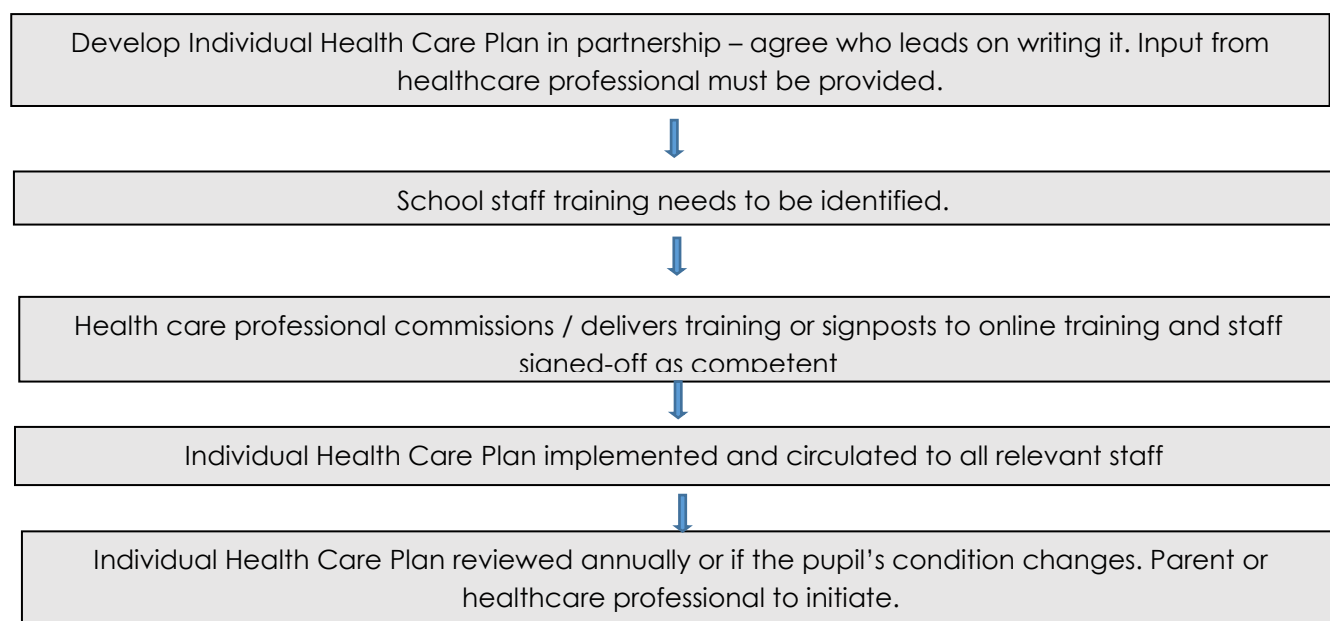 Develop Individual Health Care Plan in partnership – agree who leads on writing it. Input from
healthcare professional must be provided.
School staff training needs to be identified.
Health care professional commissions / delivers training or signposts to online training and staff
signed-off as competent
Individual Health Care Plan implemented and circulated to all relevant staff
Individual Health Care Plan reviewed annually or if the pupil’s condition changes. Parent or
healthcare professional to initiate.